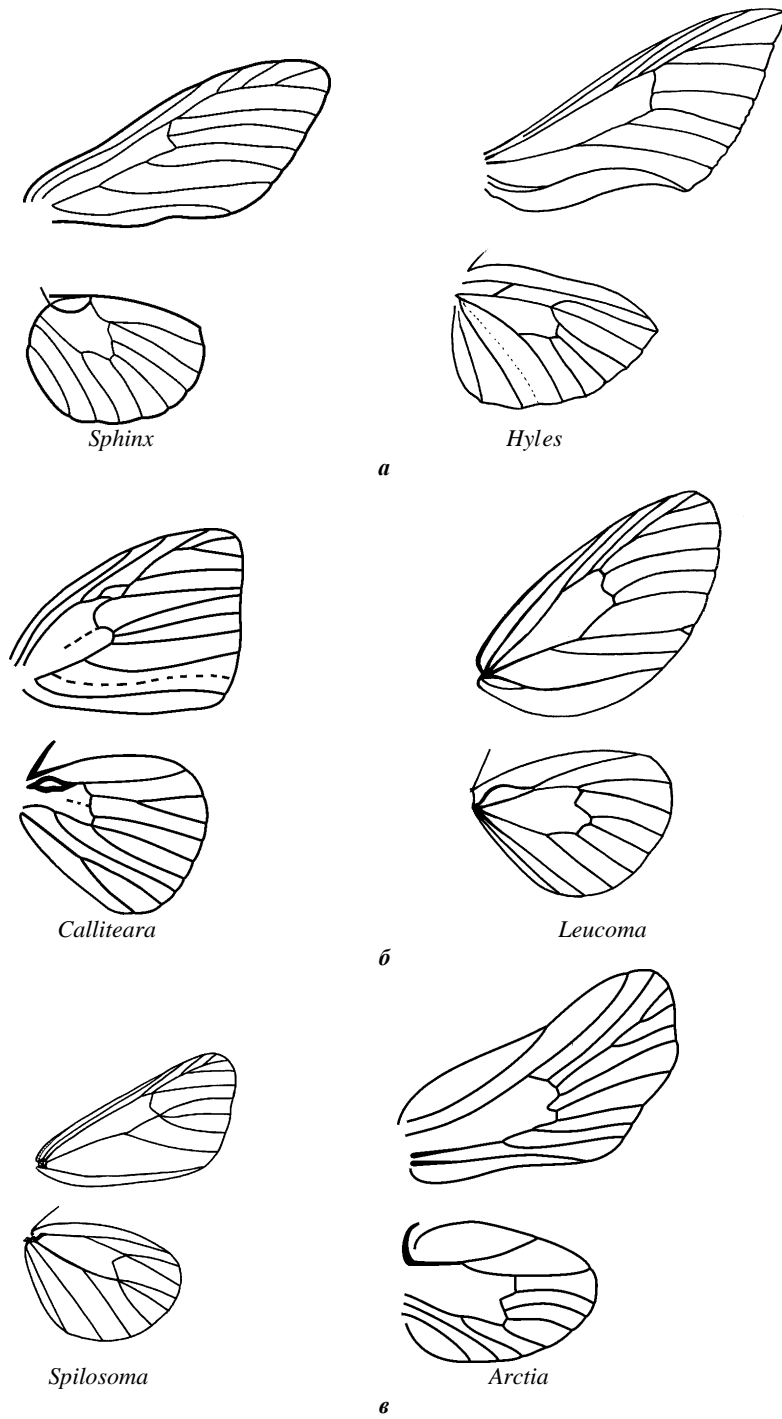 Sphinx Hyles
а
Calliteara Leucoma
б
Spilosoma Arctia
в